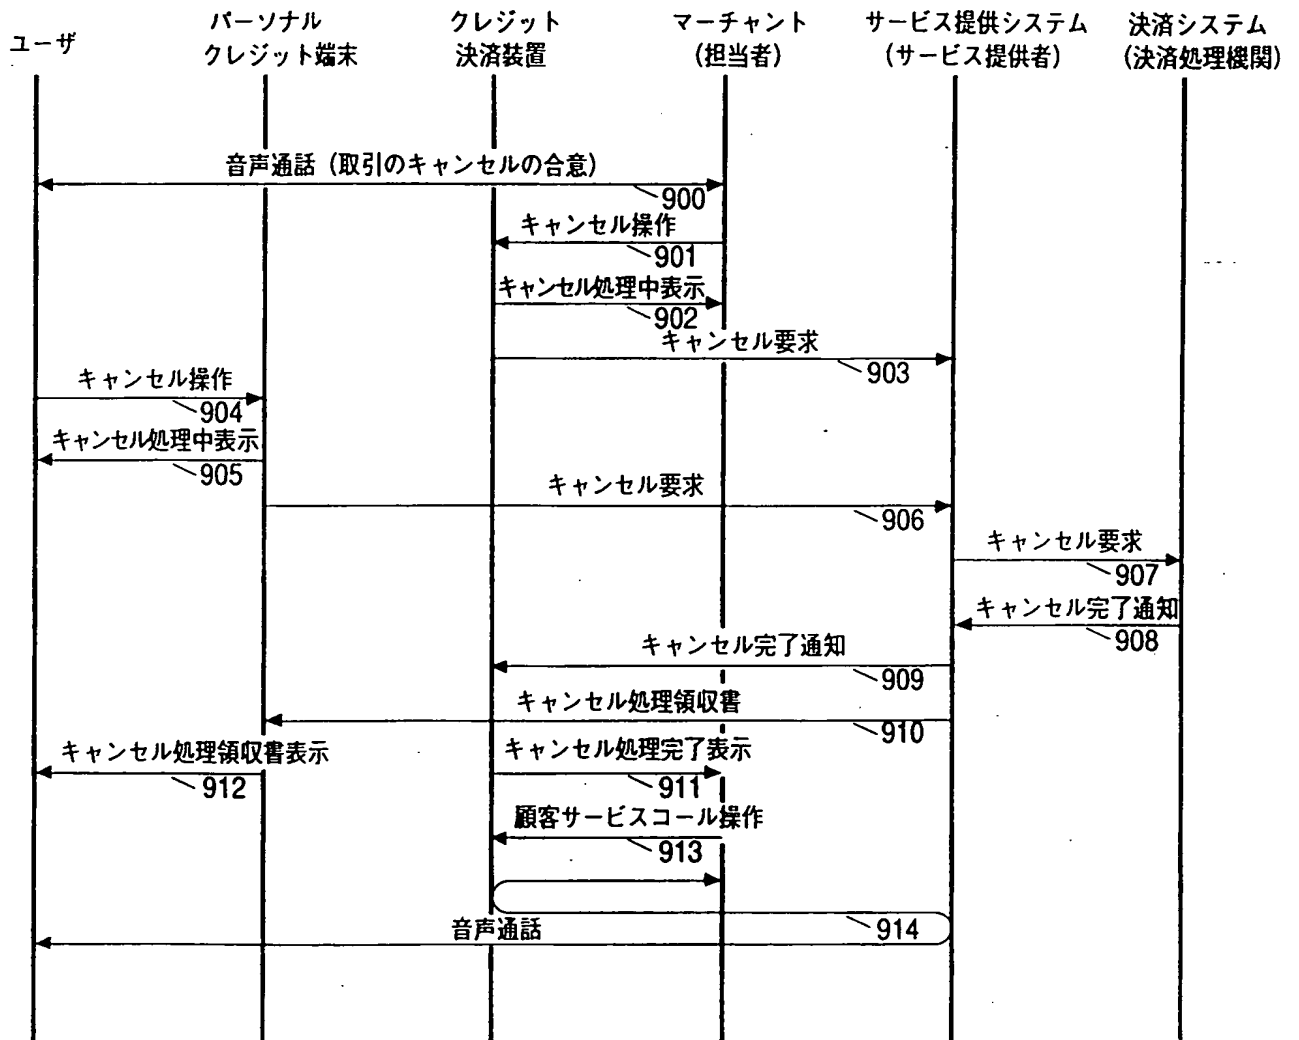 ユーザ
パーソナル
クレジット端末
クレジット
決済装置
マーチャント
(担当者)
サービス提供システム
(サービス提供者)
決済システム
(決済処理機関)
音声通話(取引のキャンセルの合意)
900
キャンセル操作
901
キャンセル処理中表示
902
キャンセル要求
903
キャンセル操作
904
キャンセル処理中表示
905
キャンセル要求
906
キャンセル要求
907
キャンセル完了通知
908
キャンセル完了通知
909
キャンセル処理領収書
910
キャンセル処理領収書表示
912
キャンセル処理完了表示
911
顧客サービスコール操作
913
音声通話
914